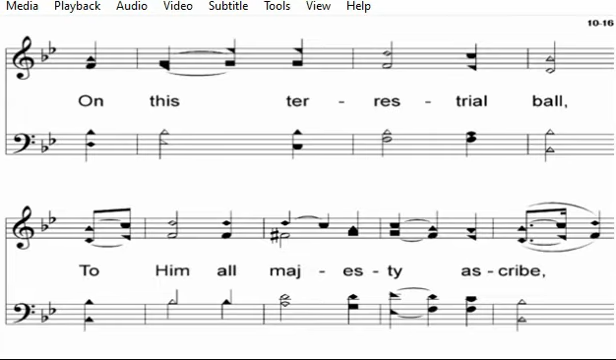 Media Playback Audio Video Subtitle Tools View Help
10-16
On this ter - res - trial ball,
To Him all maj - es - ty as - cribe,